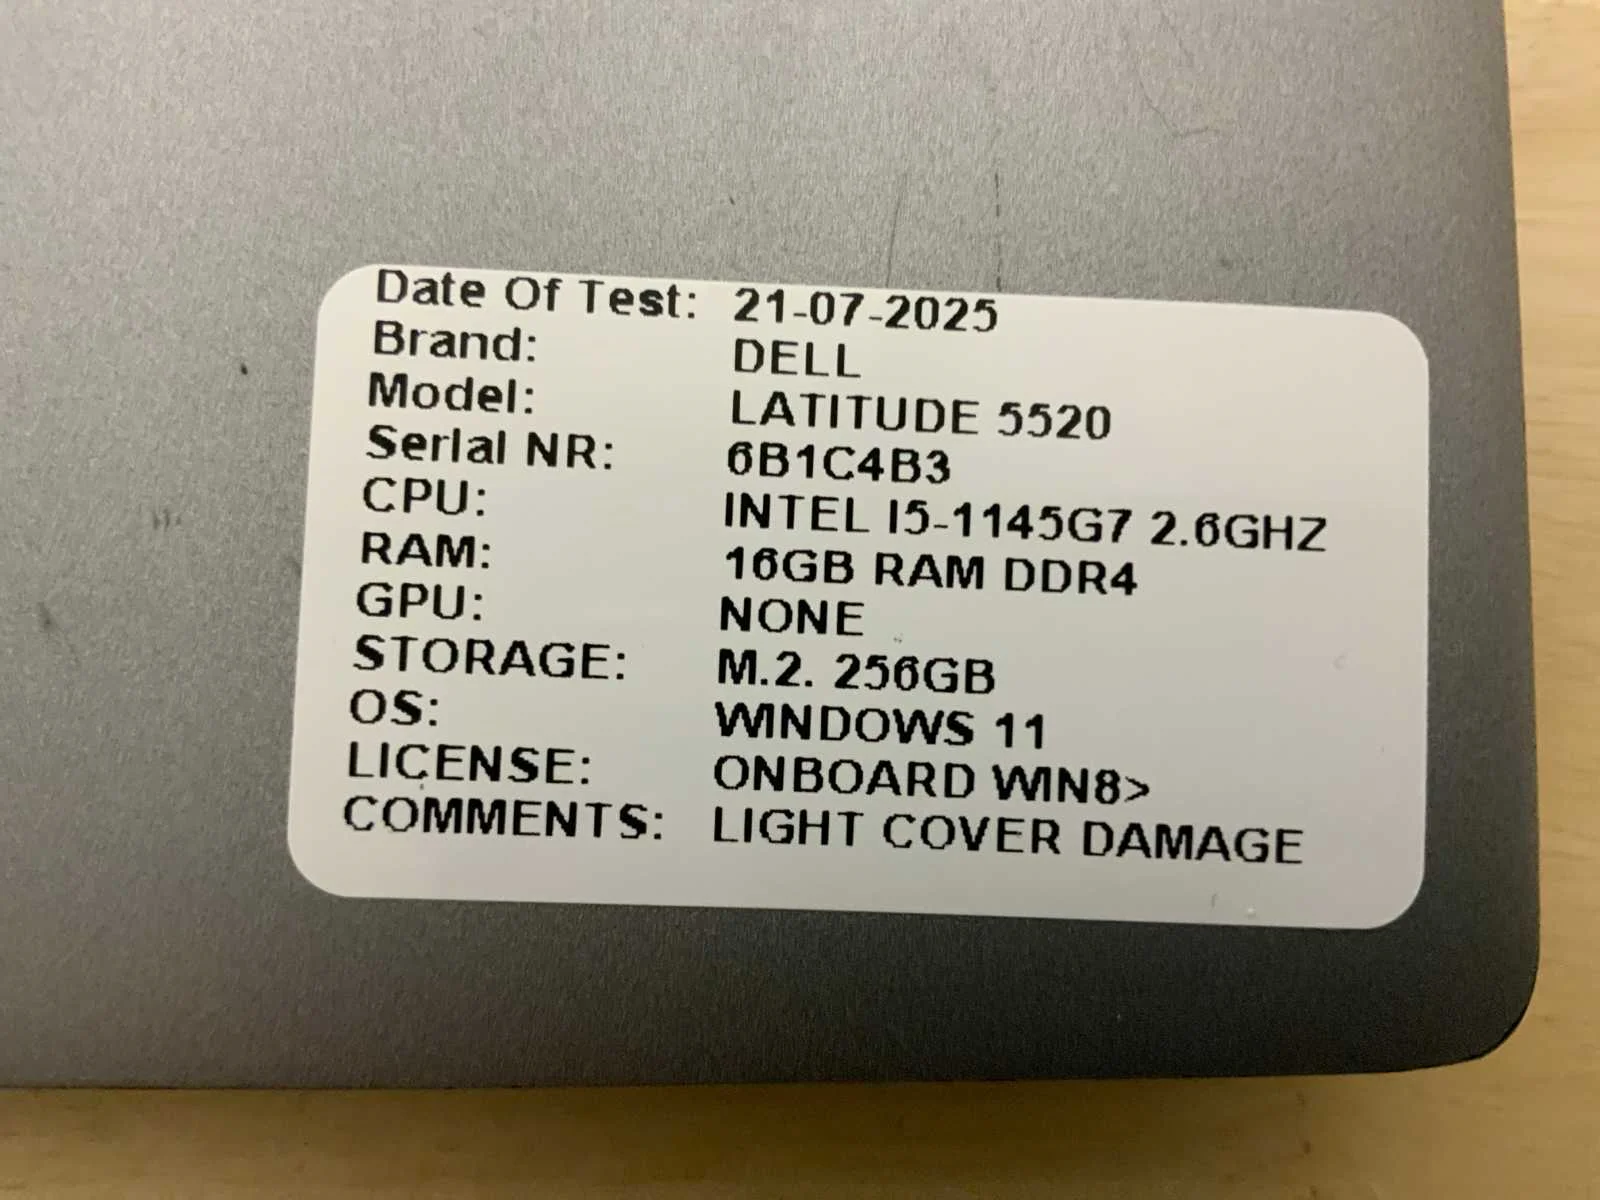 Date Of Test: 21-07-2025
Brand: DELL
Model: LATITUDE 5520
Serial NR: 6B1C4B3
CPU: INTEL I5-1145G7 2.6GHZ
RAM: 16GB RAM DDR4
GPU: NONE
STORAGE: M.2. 256GB
OS: WINDOWS 11
LICENSE: ONBOARD WIN8>
COMMENTS: LIGHT COVER DAMAGE